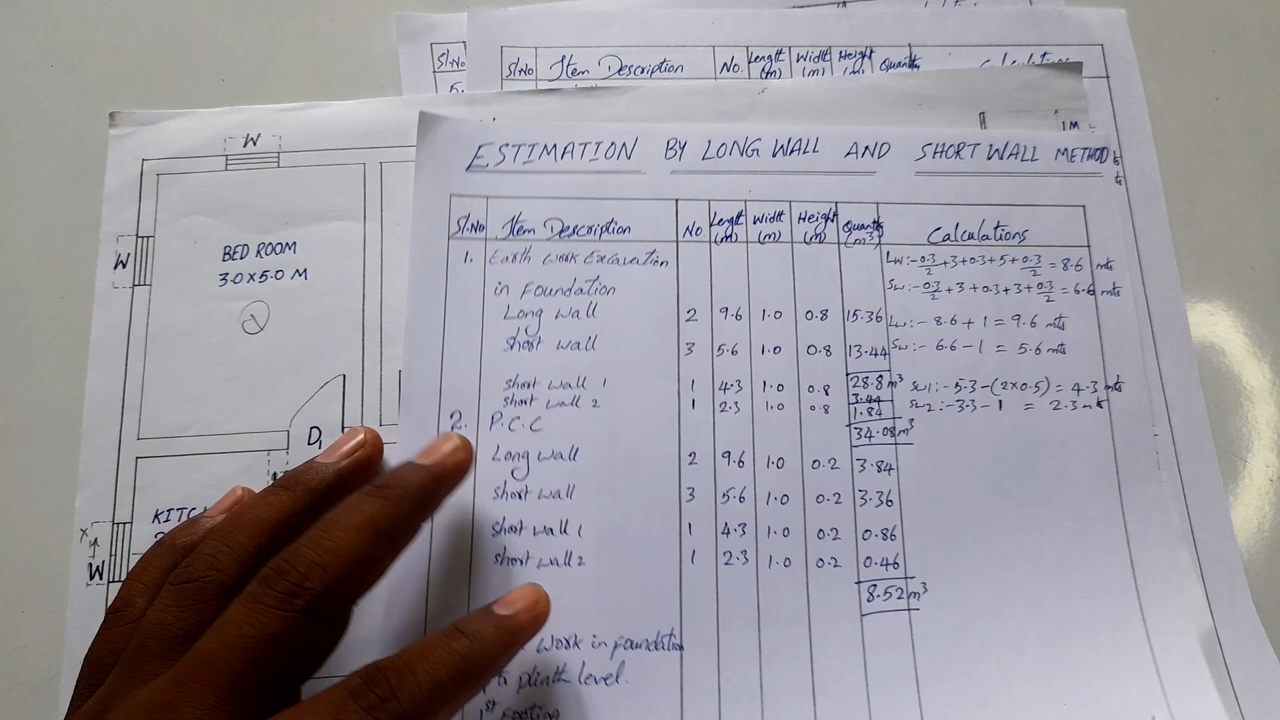 Sl.No
5.
Sl.No Item Description No. Length (m) Width (m) Height (m)
1M
W
W
BED ROOM
3.0 X 5.0 M
D1
W
ESTIMATION BY LONG WALL AND SHORT WALL METHOD
Sl.No Item Description No Length (m) Width (m) Height (m) Quantity (m³) Calculations
1. Earth work Excavation LW:- 0.3/2 +3+0.3+5+ 0.3/2 = 8.6 mts
in Foundation SW:- 0.3/2 +3+0.3+3+ 0.3/2 = 6.6 mts
Long wall 2 9.6 1.0 0.8 15.36 LW:- 8.6 + 1 = 9.6 mts
Short wall 3 5.6 1.0 0.8 13.44 SW:- 6.6 - 1 = 5.6 mts
28.8 m³
Short wall 1 1 4.3 1.0 0.8 3.44 SW1:- 5.3 - (2x0.5) = 4.3 mts
Short wall 2 1 2.3 1.0 0.8 1.84 SW2:- 3.3 - 1 = 2.3 mts
2. P.C.C 34.08 m³
Long wall 2 9.6 1.0 0.2 3.84
Short wall 3 5.6 1.0 0.2 3.36
Short wall 1 1 4.3 1.0 0.2 0.86
Short wall 2 1 2.3 1.0 0.2 0.46
8.52 m³
work in foundation
plinth level.
1st